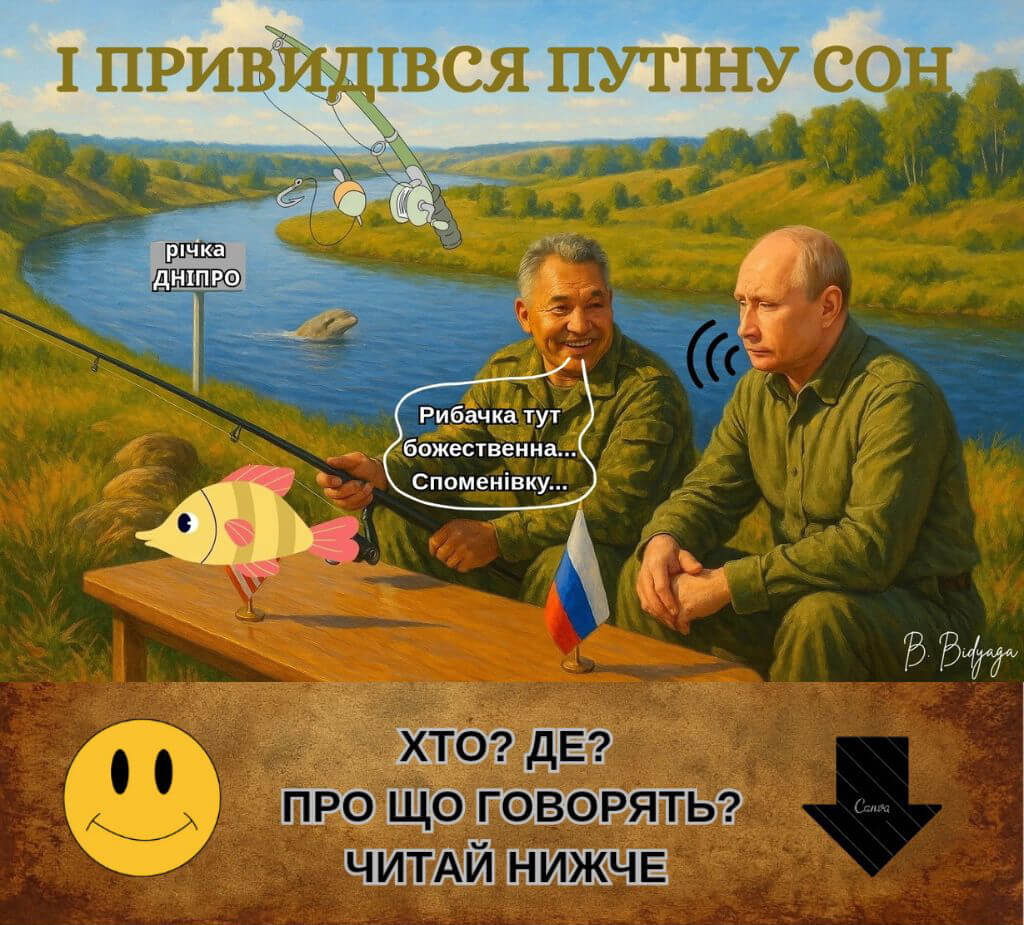 І ПРИВИДІВСЯ ПУТІНУ СОН
річка
ДНІПРО
Рибачка тут
божественна...
Споменівку...
B. Bidyaga
ХТО? ДЕ?
ПРО ЩО ГОВОРЯТЬ?
ЧИТАЙ НИЖЧЕ
Canva